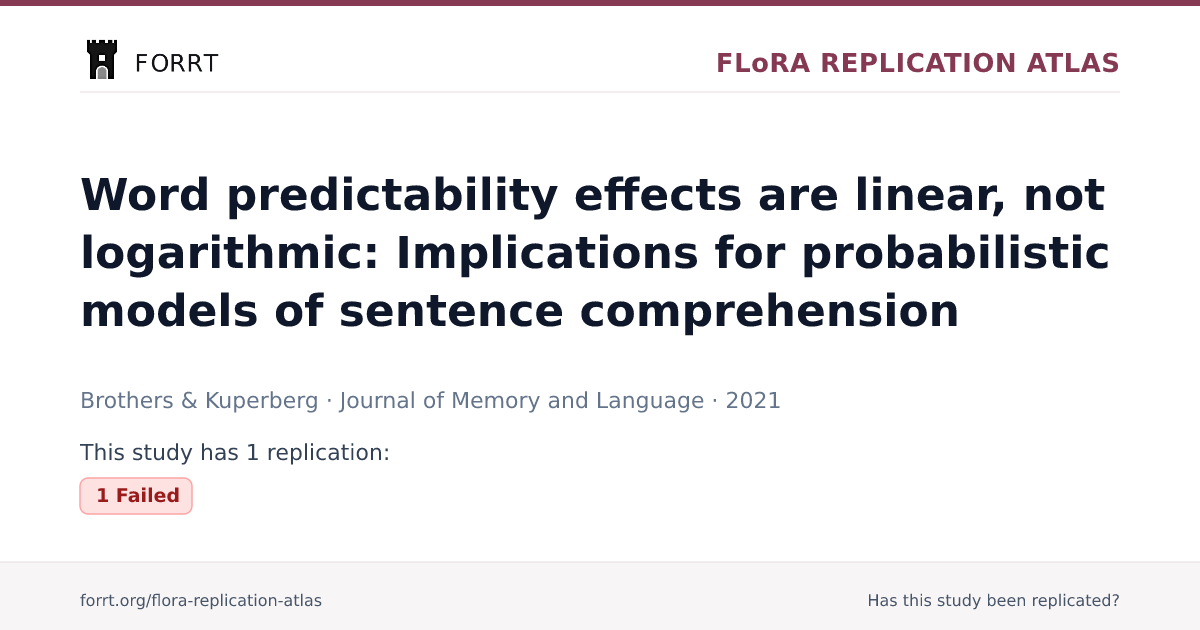 FORRT
FLoRA REPLICATION ATLAS
Word predictability effects are linear, not
logarithmic: Implications for probabilistic
models of sentence comprehension
Brothers & Kuperberg · Journal of Memory and Language · 2021
This study has 1 replication:
1 Failed
forrt.org/flora-replication-atlas
Has this study been replicated?